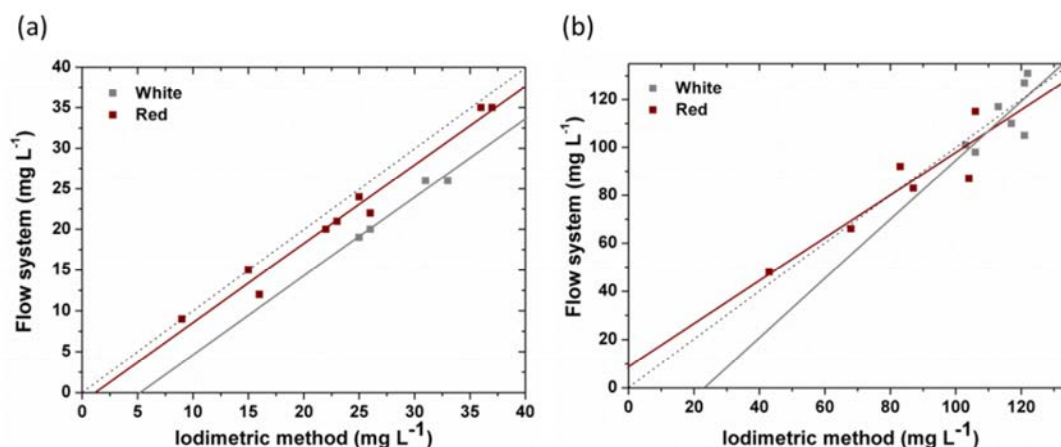 (a)
Flow system (mg L-1)
40
35
30
25
20
15
10
5
0
White
Red
0 5 10 15 20 25 30 35 40
Iodimetric method (mg L-1)
(b)
Flow system (mg L-1)
120
100
80
60
40
20
0
White
Red
0 20 40 60 80 100 120
Iodimetric method (mg L-1)